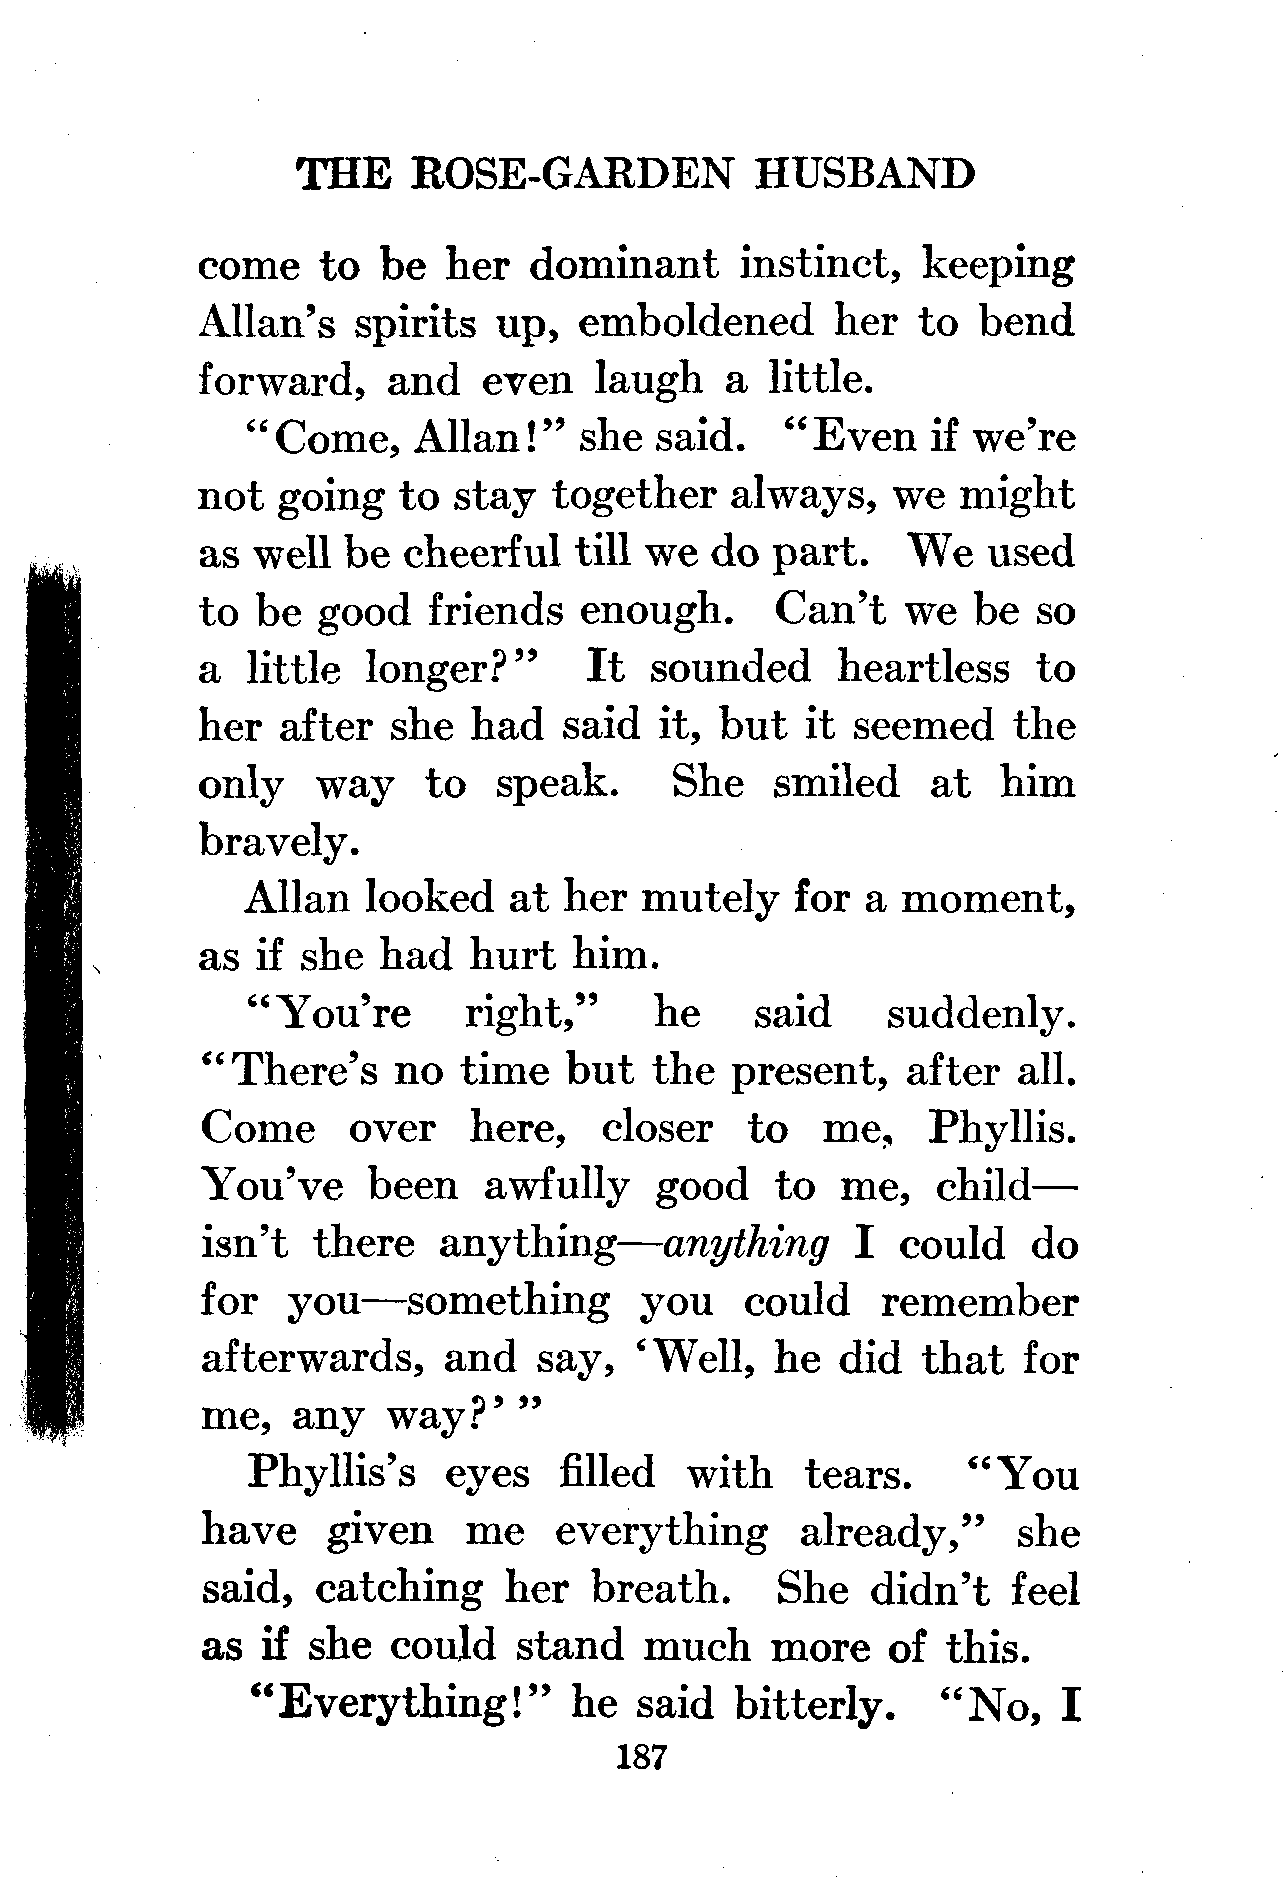 THE ROSE-GARDEN HUSBAND
come to be her dominant instinct, keeping
Allan's spirits up, emboldened her to bend
forward, and even laugh a little.
"Come, Allan!" she said. "Even if we're
not going to stay together always, we might
as well be cheerful till we do part. We used
to be good friends enough. Can't we be so
a little longer?" It sounded heartless to
her after she had said it, but it seemed the
only way to speak. She smiled at him
bravely.
Allan looked at her mutely for a moment,
as if she had hurt him.
"You're right," he said suddenly.
"There's no time but the present, after all.
Come over here, closer to me, Phyllis.
You've been awfully good to me, child—
isn't there anything—anything I could do
for you—something you could remember
afterwards, and say, 'Well, he did that for
me, any way?' "
Phyllis's eyes filled with tears. "You
have given me everything already," she
said, catching her breath. She didn't feel
as if she could stand much more of this.
"Everything!" he said bitterly. "No, I
187